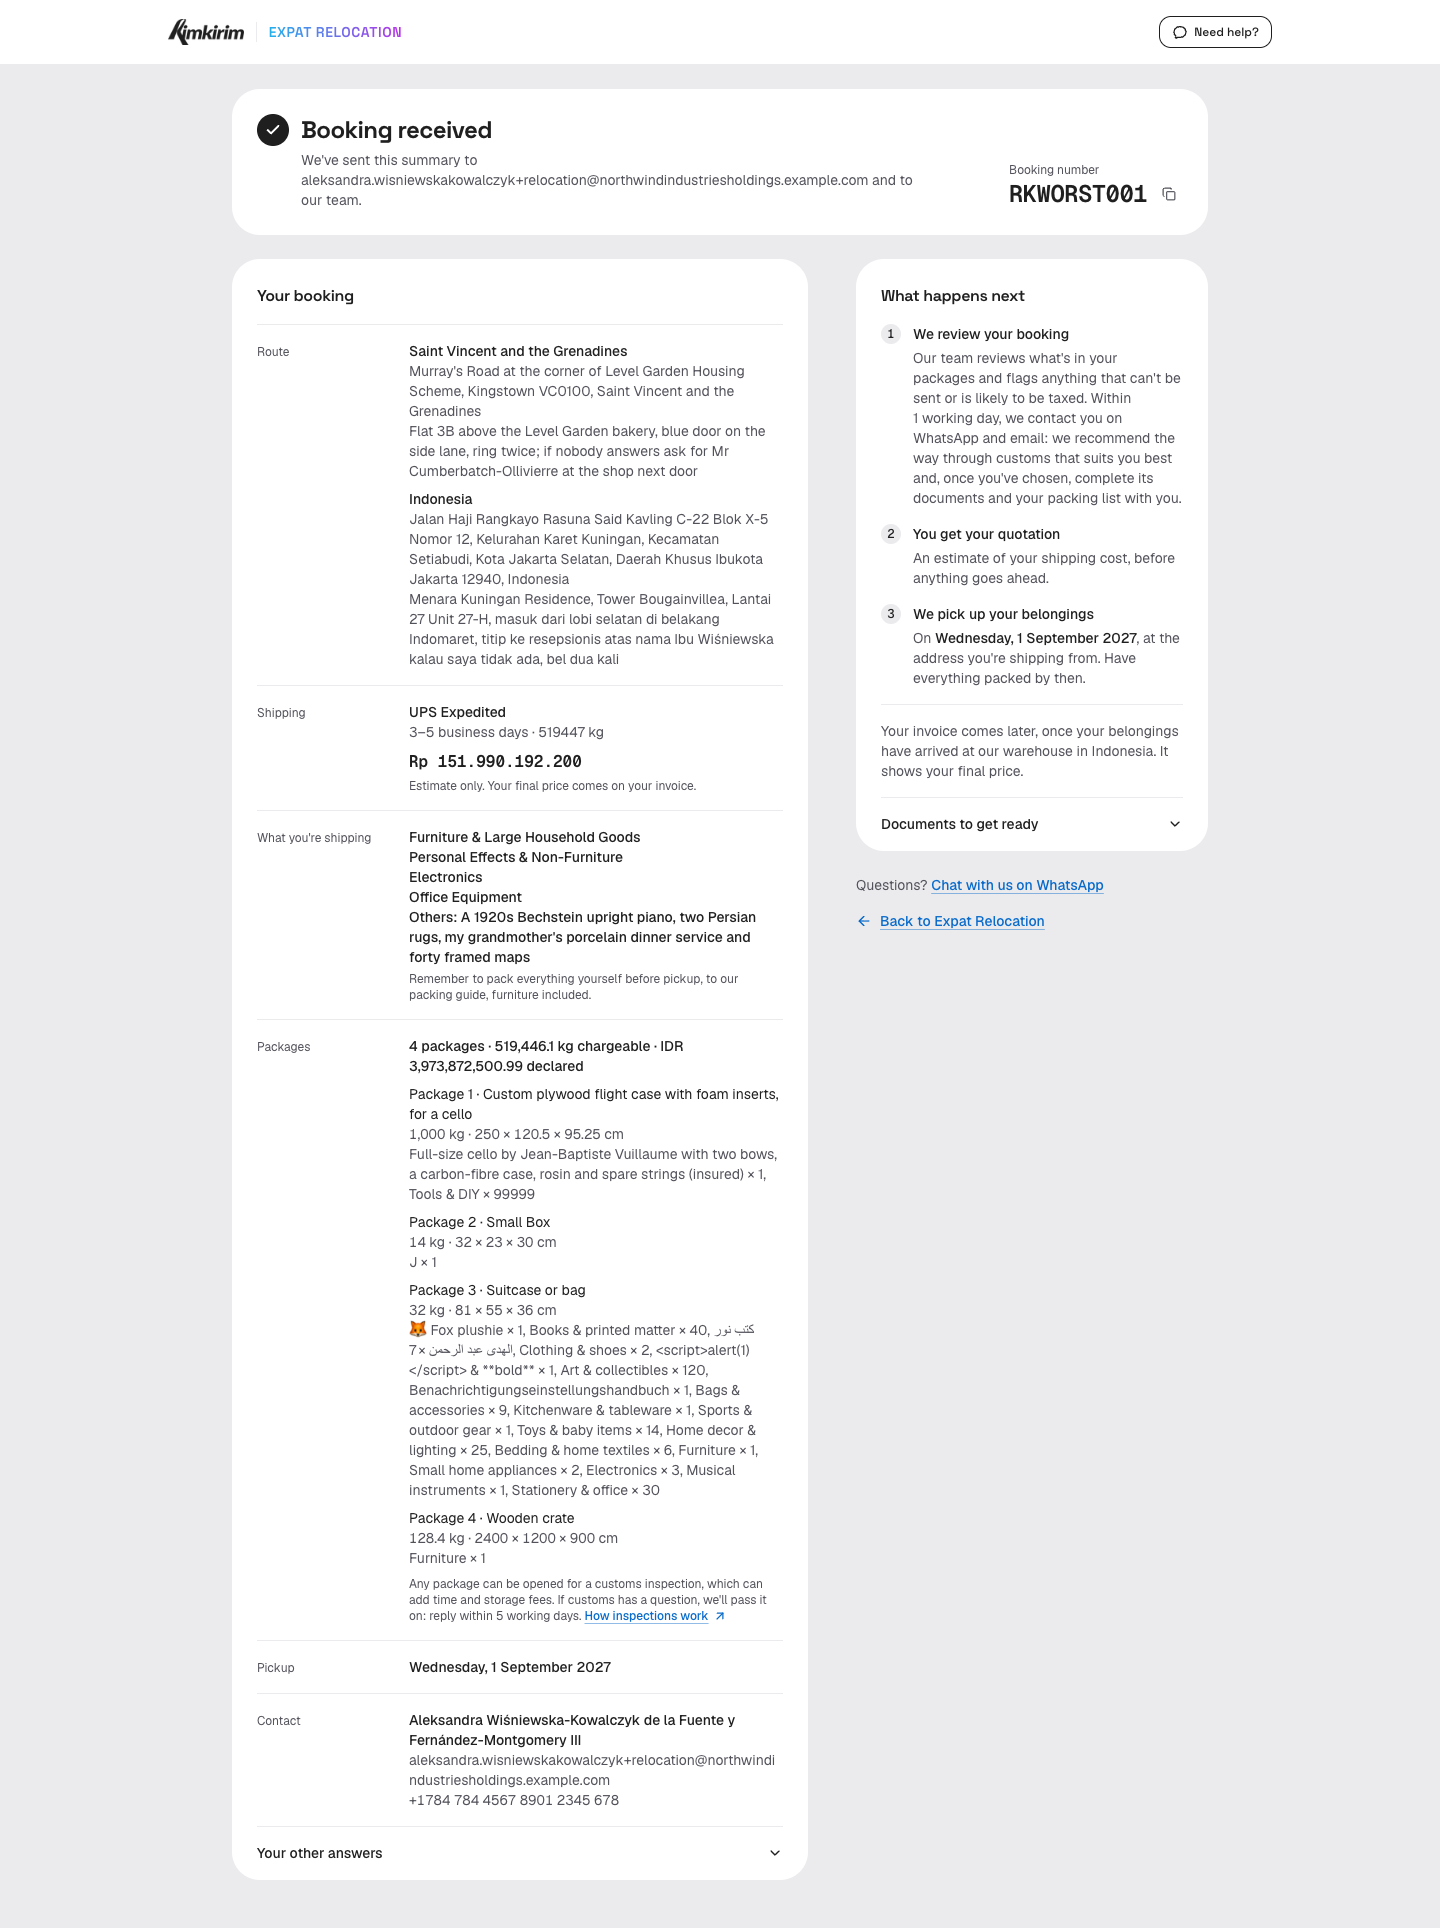 Kimkirim
EXPAT RELOCATION
Need help?
Booking received
We've sent this summary to
aleksandra.wisniewskakowalczyk+relocation@northwindindustriesholdings.example.com and to
our team.
Booking number
RKWORST001
Your booking
Route
Saint Vincent and the Grenadines
Murray's Road at the corner of Level Garden Housing
Scheme, Kingstown VC0100, Saint Vincent and the
Grenadines
Flat 3B above the Level Garden bakery, blue door on the
side lane, ring twice; if nobody answers ask for Mr
Cumberbatch-Ollivierre at the shop next door
Indonesia
Jalan Haji Rangkayo Rasuna Said Kavling C-22 Blok X-5
Nomor 12, Kelurahan Karet Kuningan, Kecamatan
Setiabudi, Kota Jakarta Selatan, Daerah Khusus Ibukota
Jakarta 12940, Indonesia
Menara Kuningan Residence, Tower Bougainvillea, Lantai
27 Unit 27-H, masuk dari lobi selatan di belakang
Indomaret, titip ke resepsionis atas nama Ibu Wiśniewska
kalau saya tidak ada, bel dua kali
Shipping
UPS Expedited
3–5 business days · 519447 kg
Rp 151.990.192.200
Estimate only. Your final price comes on your invoice.
What you're shipping
Furniture & Large Household Goods
Personal Effects & Non-Furniture
Electronics
Office Equipment
Others: A 1920s Bechstein upright piano, two Persian
rugs, my grandmother's porcelain dinner service and
forty framed maps
Remember to pack everything yourself before pickup, to our
packing guide, furniture included.
Packages
4 packages · 519,446.1 kg chargeable · IDR
3,973,872,500.99 declared
Package 1 · Custom plywood flight case with foam inserts,
for a cello
1,000 kg · 250 × 120.5 × 95.25 cm
Full-size cello by Jean-Baptiste Vuillaume with two bows,
a carbon-fibre case, rosin and spare strings (insured) × 1,
Tools & DIY × 99999
Package 2 · Small Box
14 kg · 32 × 23 × 30 cm
J × 1
Package 3 · Suitcase or bag
32 kg · 81 × 55 × 36 cm
🦊 Fox plushie × 1, Books & printed matter × 40, كتب نور
الهدى عبد الرحمن × 7, Clothing & shoes × 2, <script>alert(1)
</script> & **bold** × 1, Art & collectibles × 120,
Benachrichtigungseinstellungshandbuch × 1, Bags &
accessories × 9, Kitchenware & tableware × 1, Sports &
outdoor gear × 1, Toys & baby items × 14, Home decor &
lighting × 25, Bedding & home textiles × 6, Furniture × 1,
Small home appliances × 2, Electronics × 3, Musical
instruments × 1, Stationery & office × 30
Package 4 · Wooden crate
128.4 kg · 2400 × 1200 × 900 cm
Furniture × 1
Any package can be opened for a customs inspection, which can
add time and storage fees. If customs has a question, we'll pass it
on: reply within 5 working days. How inspections work
Pickup
Wednesday, 1 September 2027
Contact
Aleksandra Wiśniewska-Kowalczyk de la Fuente y
Fernández-Montgomery III
aleksandra.wisniewskakowalczyk+relocation@northwindi
ndustriesholdings.example.com
+1784 784 4567 8901 2345 678
Your other answers
What happens next
1
We review your booking
Our team reviews what's in your
packages and flags anything that can't be
sent or is likely to be taxed. Within
1 working day, we contact you on
WhatsApp and email: we recommend the
way through customs that suits you best
and, once you've chosen, complete its
documents and your packing list with you.
2
You get your quotation
An estimate of your shipping cost, before
anything goes ahead.
3
We pick up your belongings
On Wednesday, 1 September 2027, at the
address you're shipping from. Have
everything packed by then.
Your invoice comes later, once your belongings
have arrived at our warehouse in Indonesia. It
shows your final price.
Documents to get ready
Questions? Chat with us on WhatsApp
Back to Expat Relocation